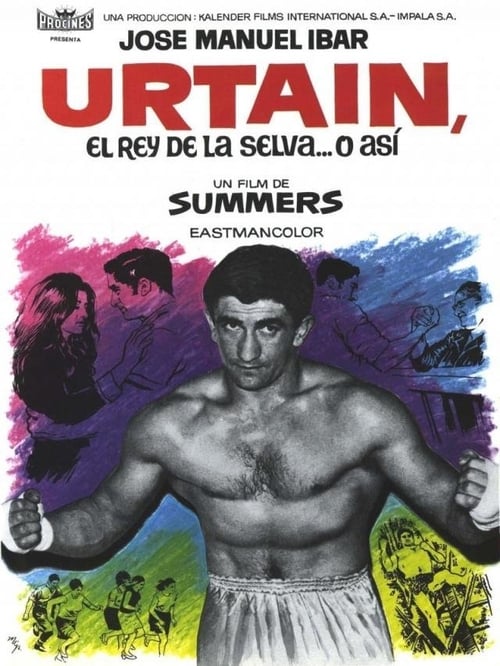 PROCINES
PRESENTA
UNA PRODUCCION: KALENDER FILMS INTERNATIONAL S.A.- IMPALA S.A.
JOSE MANUEL IBAR
URTAIN,
EL REY DE LA SELVA... O ASÍ
UN FILM DE
SUMMERS
EASTMANCOLOR